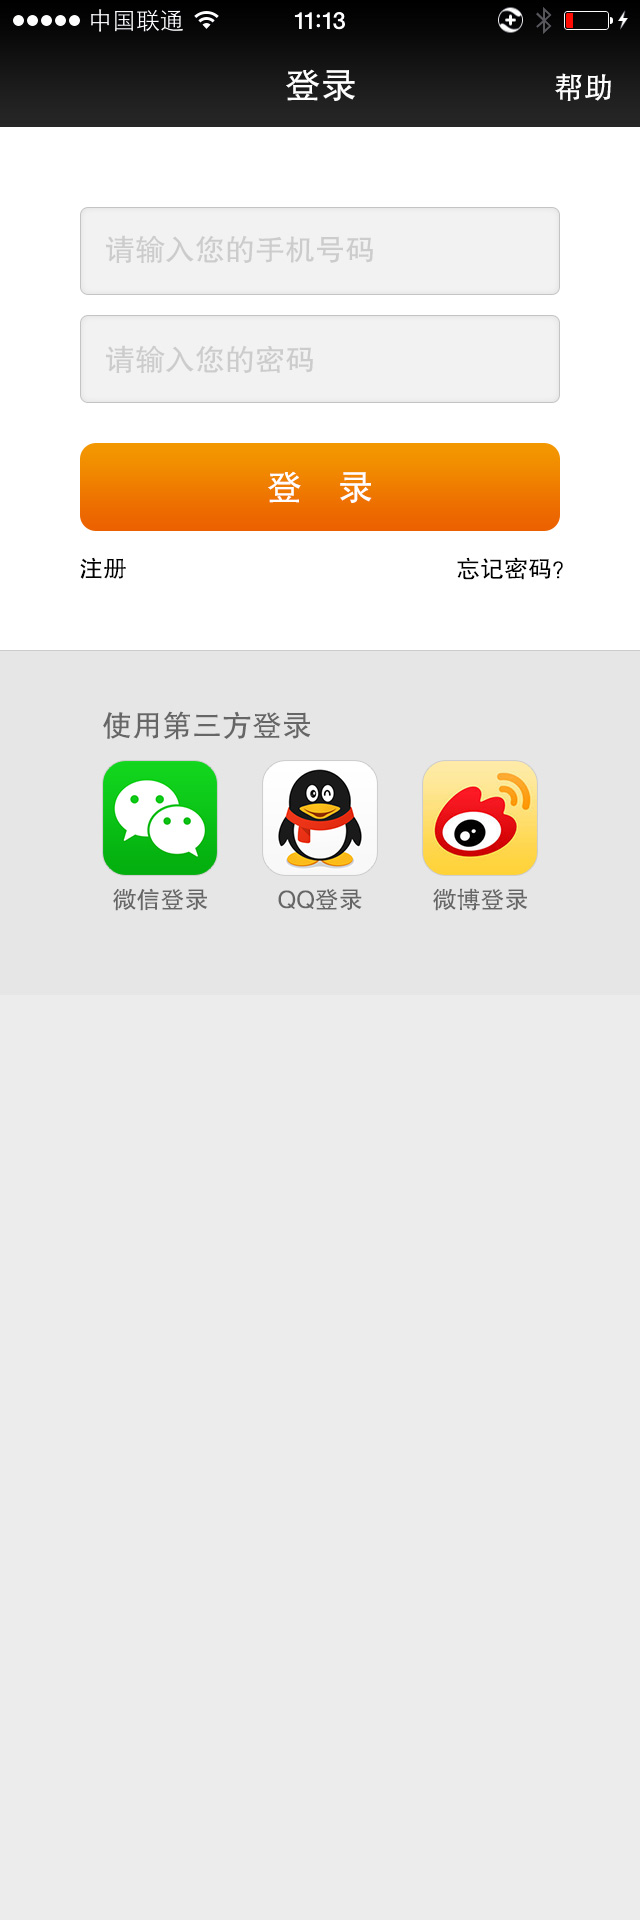 中国联通 11:13
登录 帮助
请输入您的手机号码
请输入您的密码
登 录
注册 忘记密码?
使用第三方登录
微信登录 QQ登录 微博登录